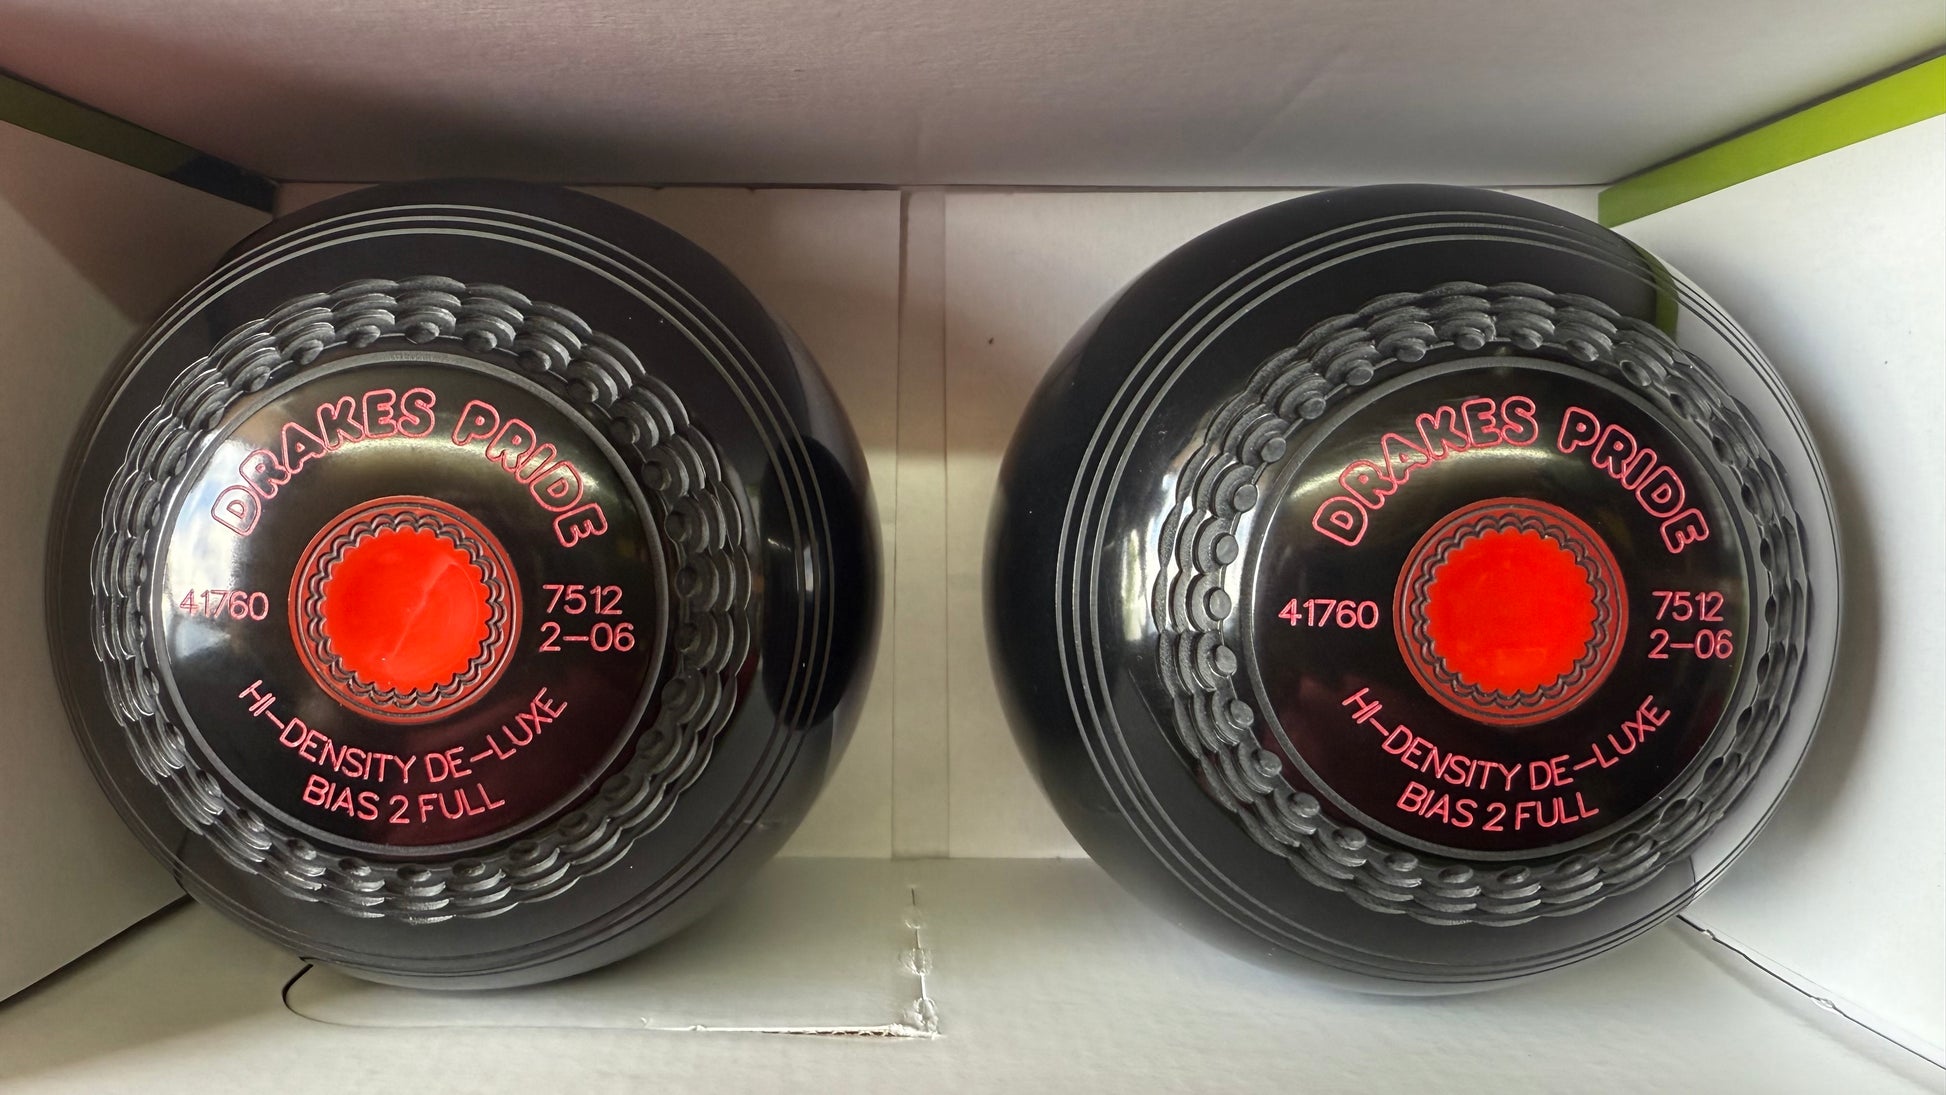 DRAKES PRIDE
41760
7512
2-06
HI-DENSITY DE-LUXE
BIAS 2 FULL
DRAKES PRIDE
41760
7512
2-06
HI-DENSITY DE-LUXE
BIAS 2 FULL